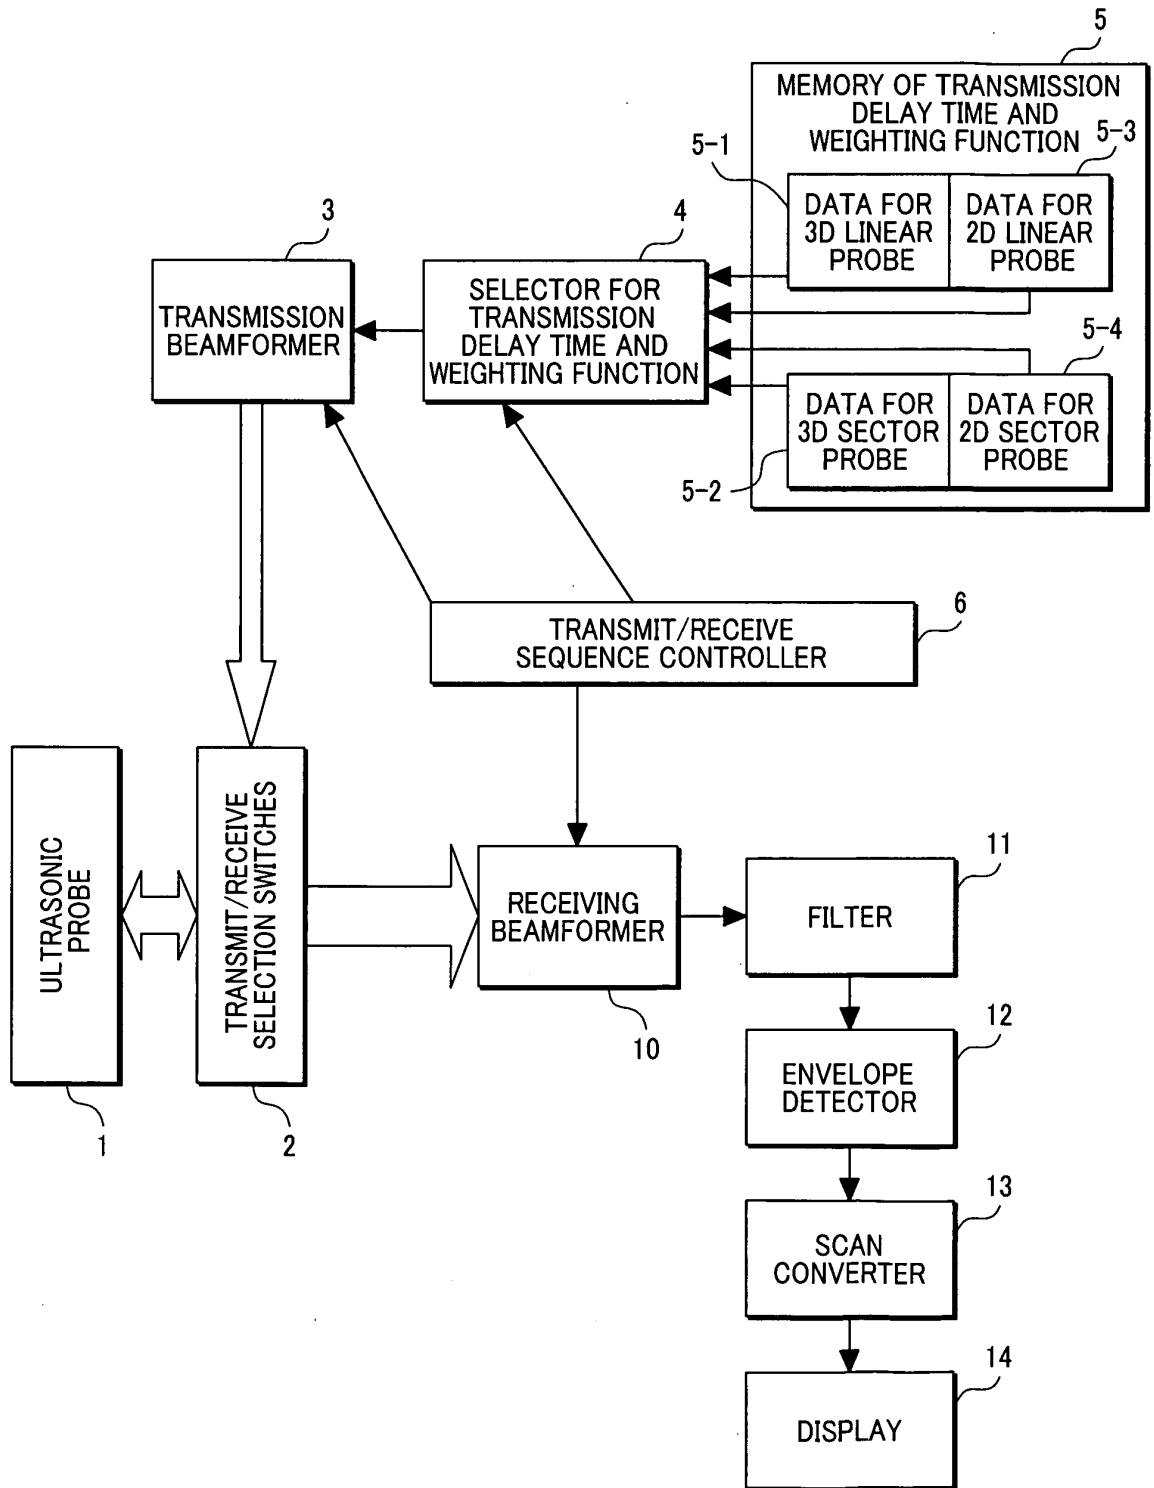 5
MEMORY OF TRANSMISSION
DELAY TIME AND
WEIGHTING FUNCTION
5-1
5-3
DATA FOR
3D LINEAR
PROBE
DATA FOR
2D LINEAR
PROBE
3
4
TRANSMISSION
BEAMFORMER
SELECTOR FOR
TRANSMISSION
DELAY TIME AND
WEIGHTING FUNCTION
5-4
DATA FOR
3D SECTOR
PROBE
DATA FOR
2D SECTOR
PROBE
5-2
6
TRANSMIT/RECEIVE
SEQUENCE CONTROLLER
ULTRASONIC
PROBE
TRANSMIT/RECEIVE
SELECTION SWITCHES
RECEIVING
BEAMFORMER
11
FILTER
10
1
2
12
ENVELOPE
DETECTOR
13
SCAN
CONVERTER
14
DISPLAY